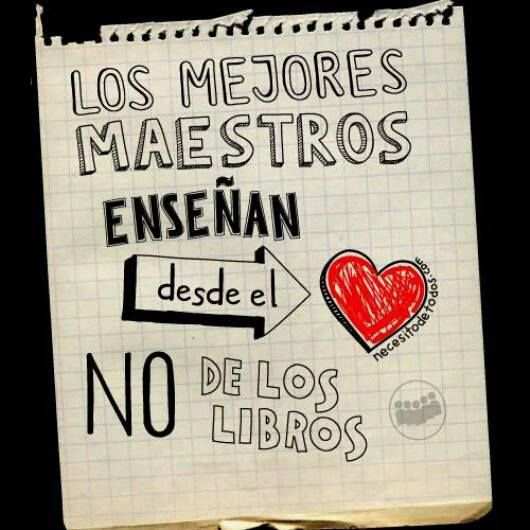 LOS MEJORES
MAESTROS
ENSEÑAN
desde el
necesitodetodos.com
NO DE LOS
LIBROS